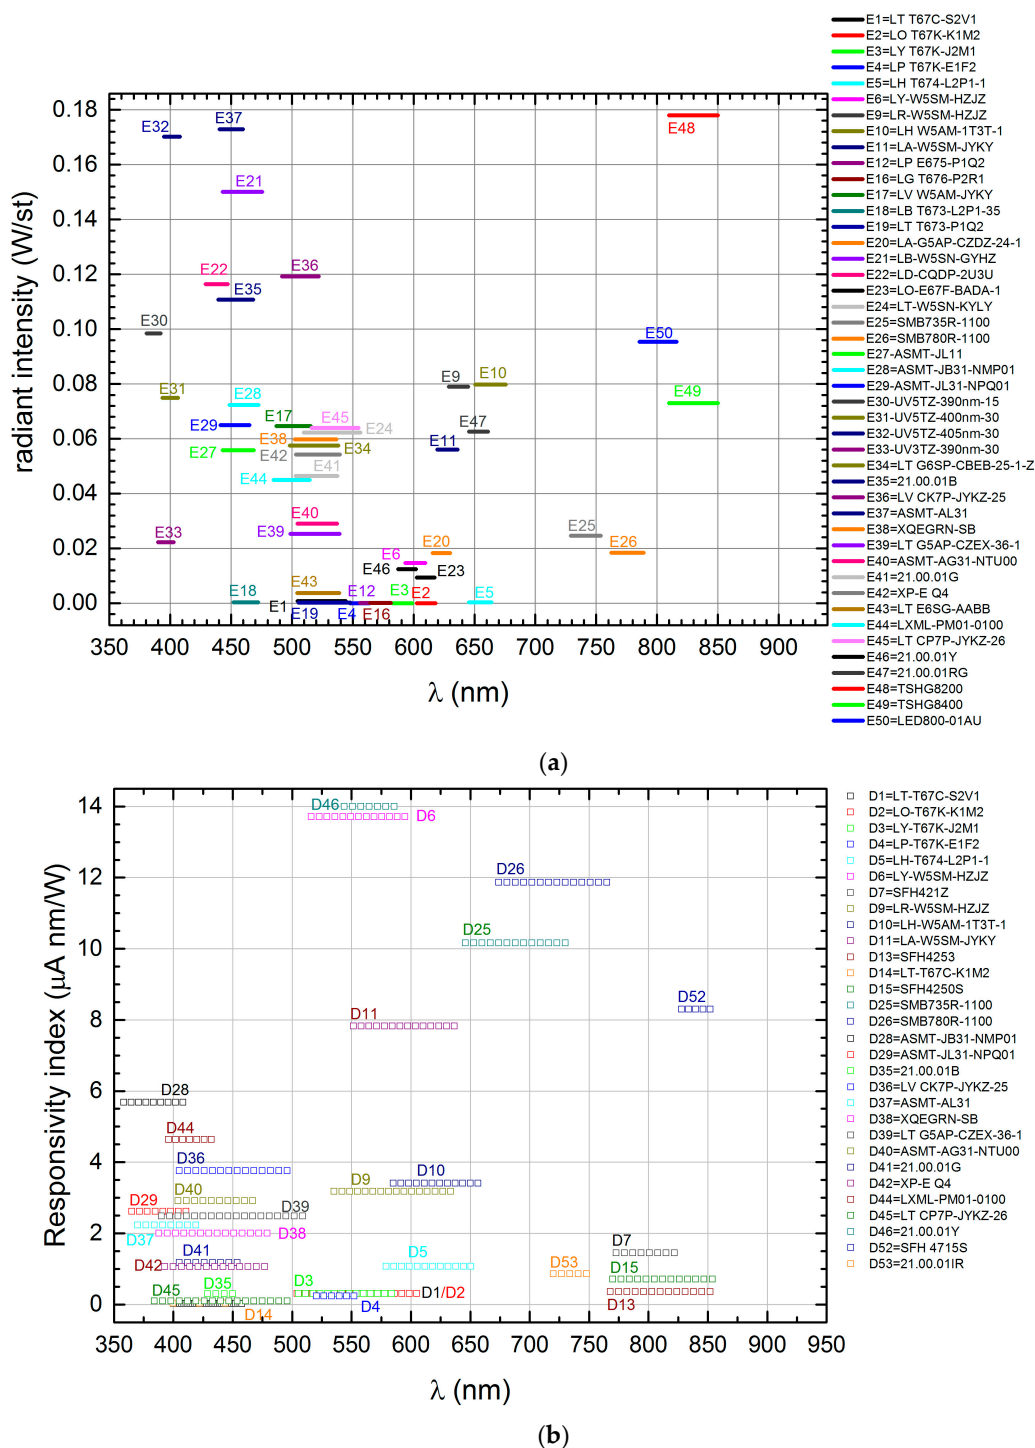 E1=LT T67C-S2V1
E2=LO T67K-K1M2
E3=LY T67K-J2M1
E4=LP T67K-E1F2
E5=LH T674-L2P1-1
E6=LY-W5SM-HZJZ
E9=LR-W5SM-HZJZ
E10=LH W5AM-1T3T-1
E11=LA-W5SM-JYKY
E12=LP E675-P1Q2
E16=LG T676-P2R1
E17=LV W5AM-JYKY
E18=LB T673-L2P1-35
E19=LT T673-P1Q2
E20=LA-G5AP-CZDZ-24-1
E21=LB-W5SN-GYHZ
E22=LD-CQDP-2U3U
E23=LO-E67F-BADA-1
E24=LT-W5SN-KYLY
E25=SMB735R-1100
E26=SMB780R-1100
E27-ASMT-JL11
E28=ASMT-JB31-NMP01
E29=ASMT-JL31-NPQ01
E30-UV5TZ-390nm-15
E31-UV5TZ-400nm-30
E32-UV5TZ-405nm-30
E33-UV3TZ-390nm-30
E34=LT G6SP-CBEB-25-1-Z
E35=21.00.01B
E36=LV CK7P-JYKZ-25
E37=ASMT-AL31
E38=XQEGRN-SB
E39=LT G5AP-CZEX-36-1
E40=ASMT-AG31-NTU00
E41=21.00.01G
E42=XP-E Q4
E43=LT E6SG-AABB
E44=LXML-PM01-0100
E45=LT CP7P-JYKZ-26
E46=21.00.01Y
E47=21.00.01RG
E48=TSHG8200
E49=TSHG8400
E50=LED800-01AU
radiant intensity (W/st)
0.18
0.16
0.14
0.12
0.10
0.08
0.06
0.04
0.02
0.00
E32
E37
E48
E21
E22
E36
E35
E30
E50
E9
E10
E31
E28
E49
E29
E17
E45
E47
E24
E38
E11
E27
E42
E34
E41
E44
E40
E39
E33
E25
E20
E26
E6
E46
E23
E43
E18
E12
E3
E2
E5
E1
E19
E4
E16
350 400 450 500 550 600 650 700 750 800 850 900
λ (nm)
(a)
D1=LT-T67C-S2V1
D2=LO-T67K-K1M2
D3=LY-T67K-J2M1
D4=LP-T67K-E1F2
D5=LH-T674-L2P1-1
D6=LY-W5SM-HZJZ
D7=SFH421Z
D9=LR-W5SM-HZJZ
D10=LH-W5AM-1T3T-1
D11=LA-W5SM-JYKY
D13=SFH4253
D14=LT-T67C-K1M2
D15=SFH4250S
D25=SMB735R-1100
D26=SMB780R-1100
D28=ASMT-JB31-NMP01
D29=ASMT-JL31-NPQ01
D35=21.00.01B
D36=LV CK7P-JYKZ-25
D37=ASMT-AL31
D38=XQEGRN-SB
D39=LT G5AP-CZEX-36-1
D40=ASMT-AG31-NTU00
D41=21.00.01G
D42=XP-E Q4
D44=LXML-PM01-0100
D45=LT CP7P-JYKZ-26
D46=21.00.01Y
D52=SFH 4715S
D53=21.00.01IR
Responsivity index (µA nm/W)
14
12
10
8
6
4
2
0
D46
D6
D26
D25
D52
D11
D28
D44
D36
D10
D9
D40
D29
D39
D37
D38
D7
D41
D42
D5
D53
D15
D35
D45
D3
D1/D2
D4
D14
D13
350 400 450 500 550 600 650 700 750 800 850 900 950
λ (nm)
(b)